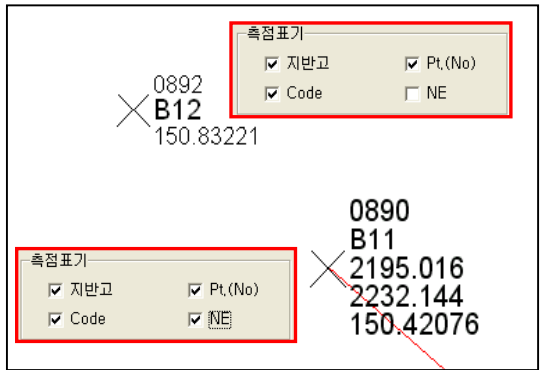 측점표기
지반고 Pt.(No)
Code NE
0892
B12
150.83221
0890
B11
2195.016
2232.144
150.42076
측점표기
지반고 Pt.(No)
Code NE